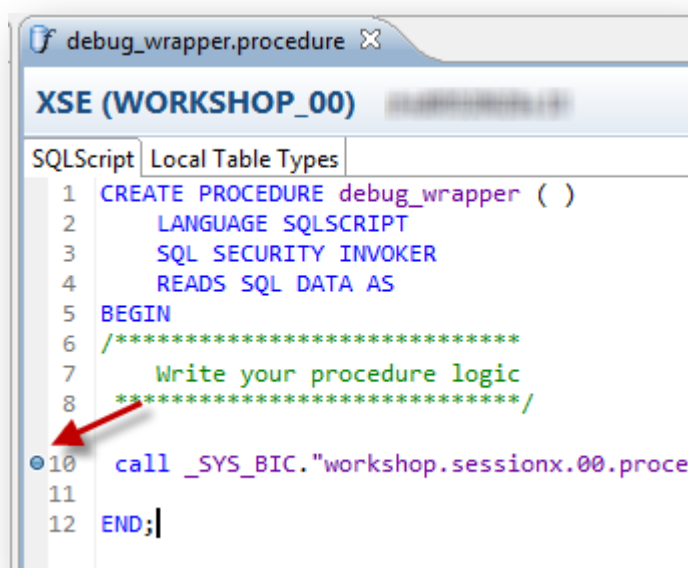 debug_wrapper.procedure
XSE (WORKSHOP_00)
SQLScript Local Table Types
1 CREATE PROCEDURE debug_wrapper ( )
2 LANGUAGE SQLSCRIPT
3 SQL SECURITY INVOKER
4 READS SQL DATA AS
5 BEGIN
6 /*****************************
7 Write your procedure logic
8 *****************************/
10 call _SYS_BIC."workshop.sessionx.00.proce
11
12 END;